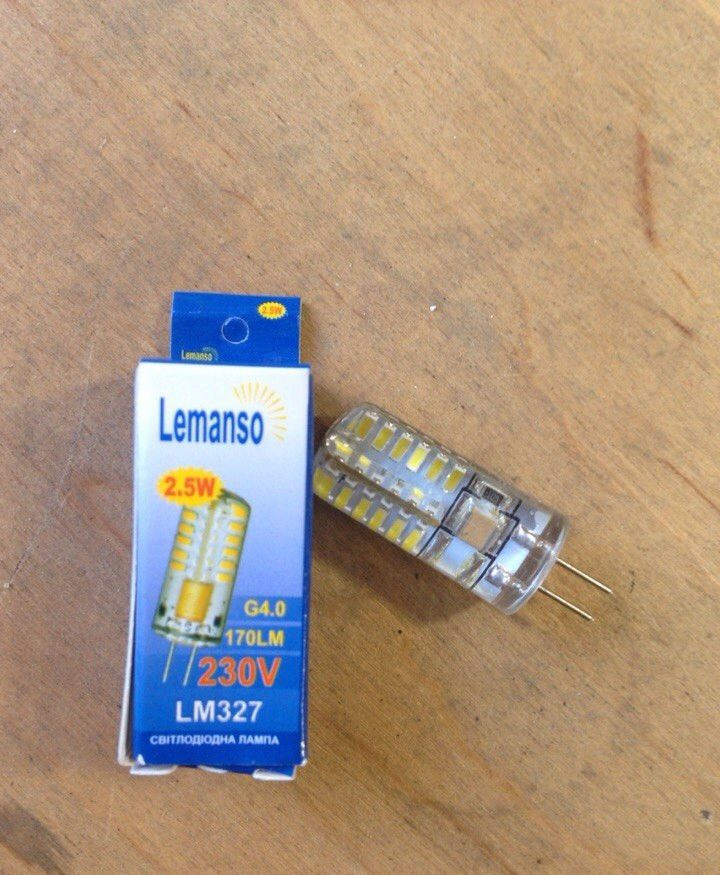 2.5W
Lemanso
Lemanso
2.5W
G4.0
170LM
230V
LM327
СВІТЛОДІОДНА ЛАМПА